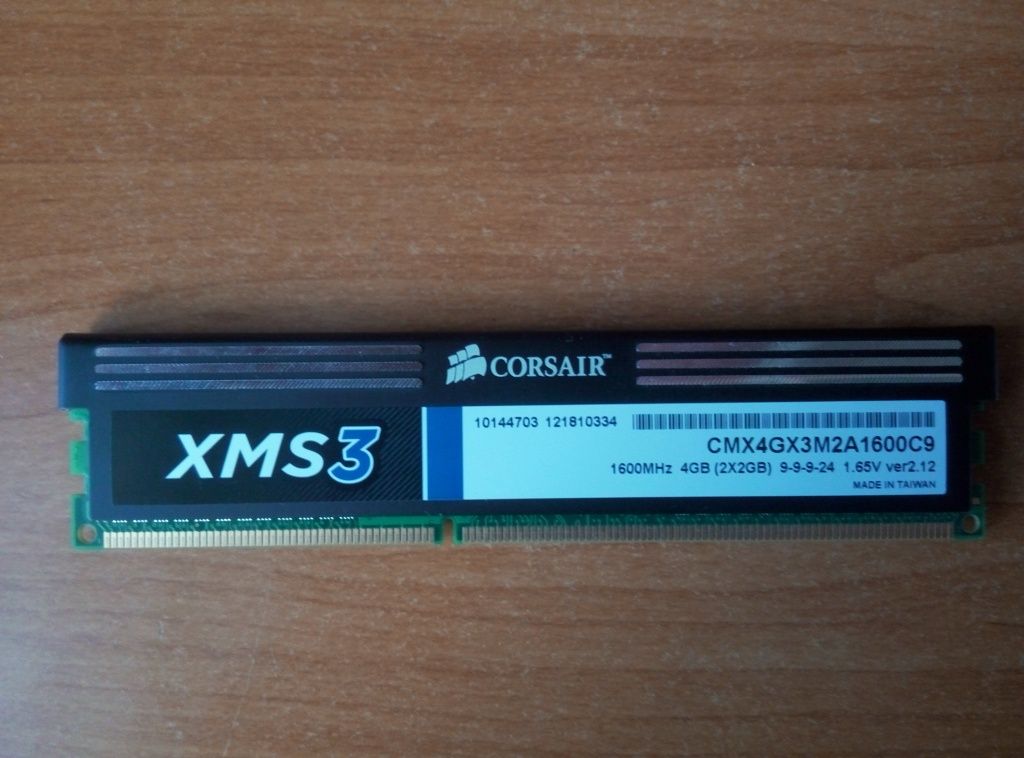 CORSAIR™
XMS3
10144703 121810334
CMX4GX3M2A1600C9
1600MHz 4GB (2X2GB) 9-9-9-24 1.65V ver2.12
MADE IN TAIWAN